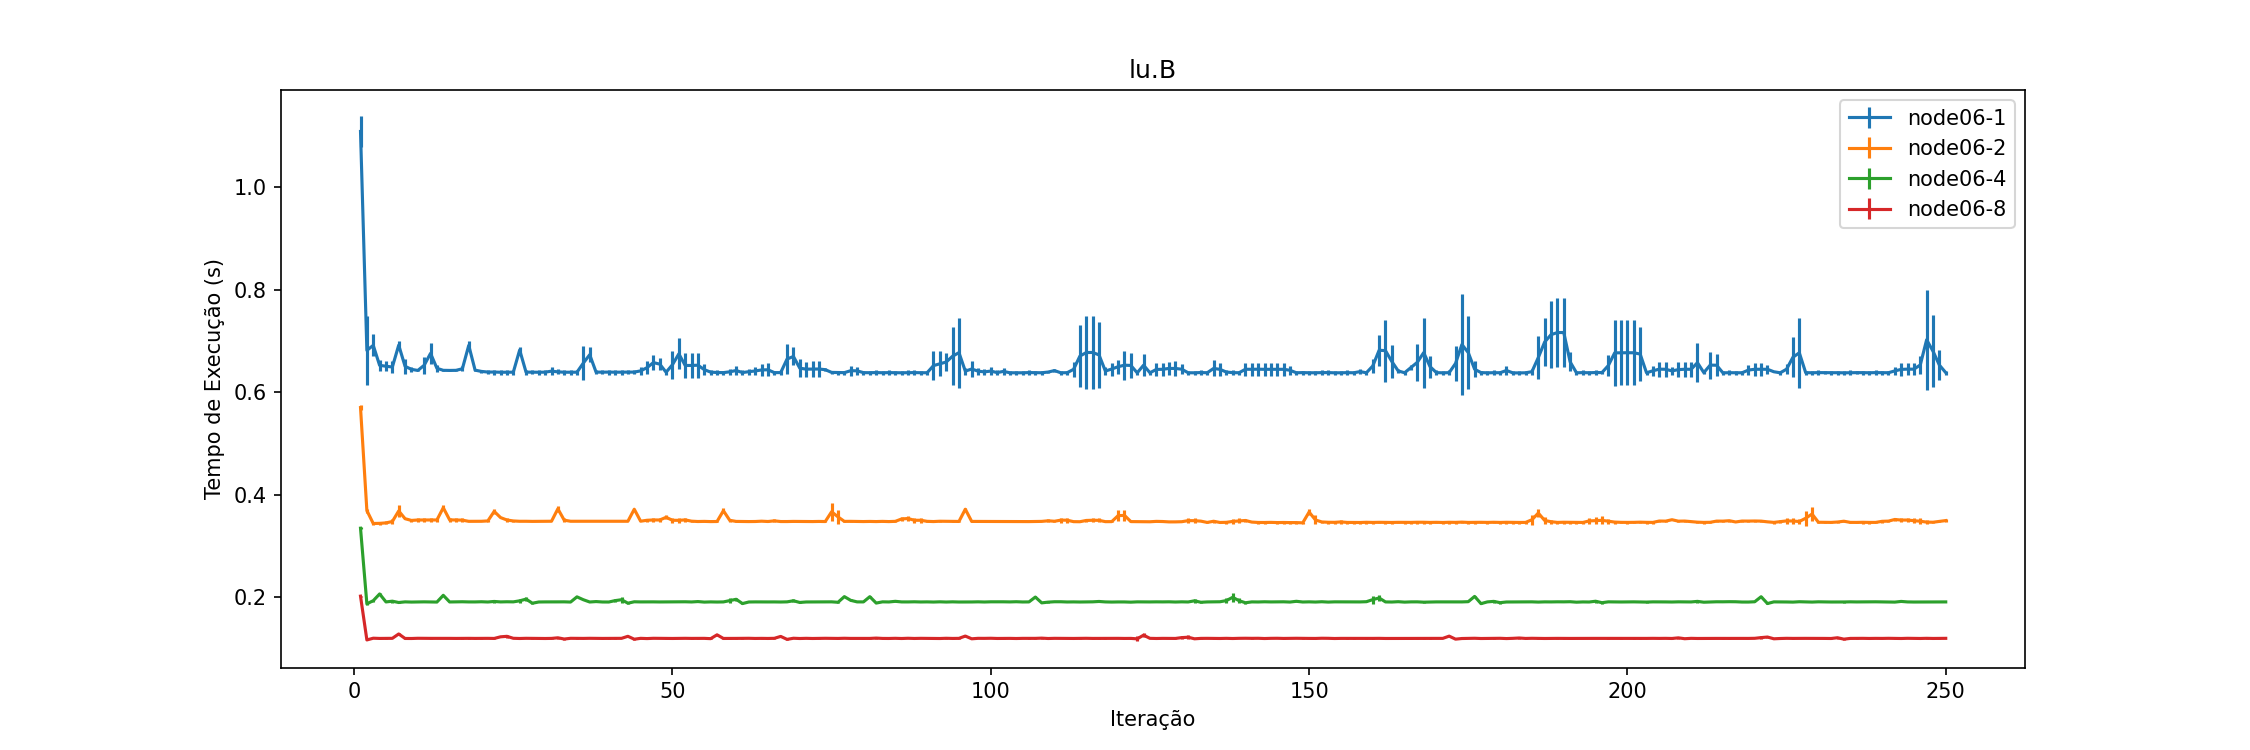 lu.B
node06-1
node06-2
node06-4
node06-8
Tempo de Execução (s)
1.0
0.8
0.6
0.4
0.2
0 50 100 150 200 250
Iteração